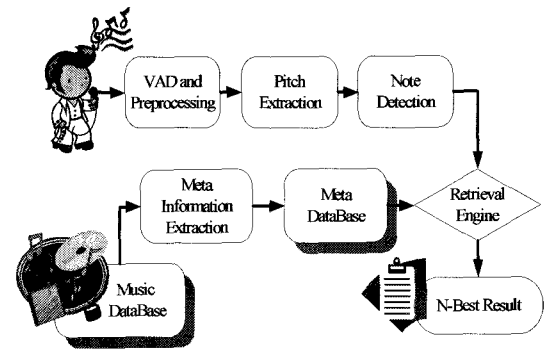 VAD and
Preprocessing
Pitch
Extraction
Note
Detection
Meta
Information
Extraction
Meta
DataBase
Retrieval
Engine
Music
DataBase
N-Best Result